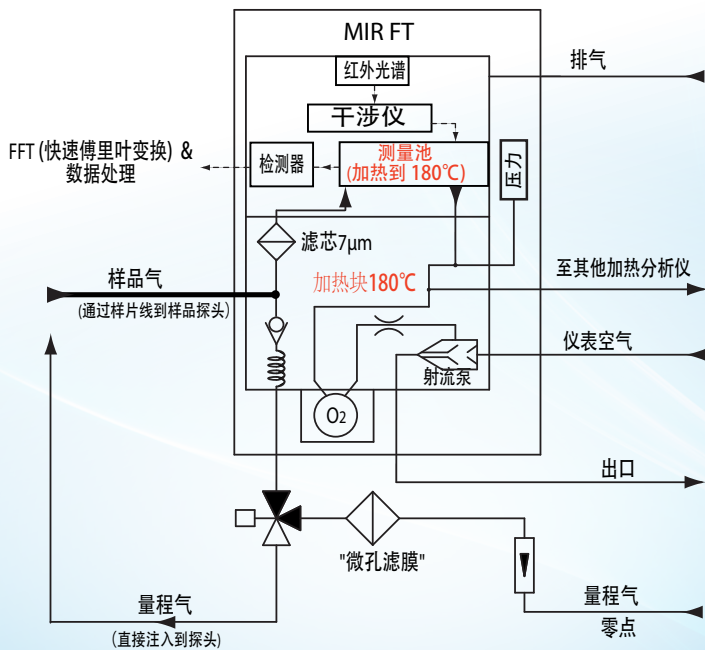 MIR FT
排气
红外光谱
干涉仪
FFT (快速傅里叶变换) &
数据处理
检测器
测量池
(加热到 180℃)
压力
滤芯7μm
样品气
(通过样片线到样品探头)
加热块180℃
至其他加热分析仪
仪表空气
射流泵
O2
出口
"微孔滤膜"
量程气
(直接注入到探头)
量程气
零点